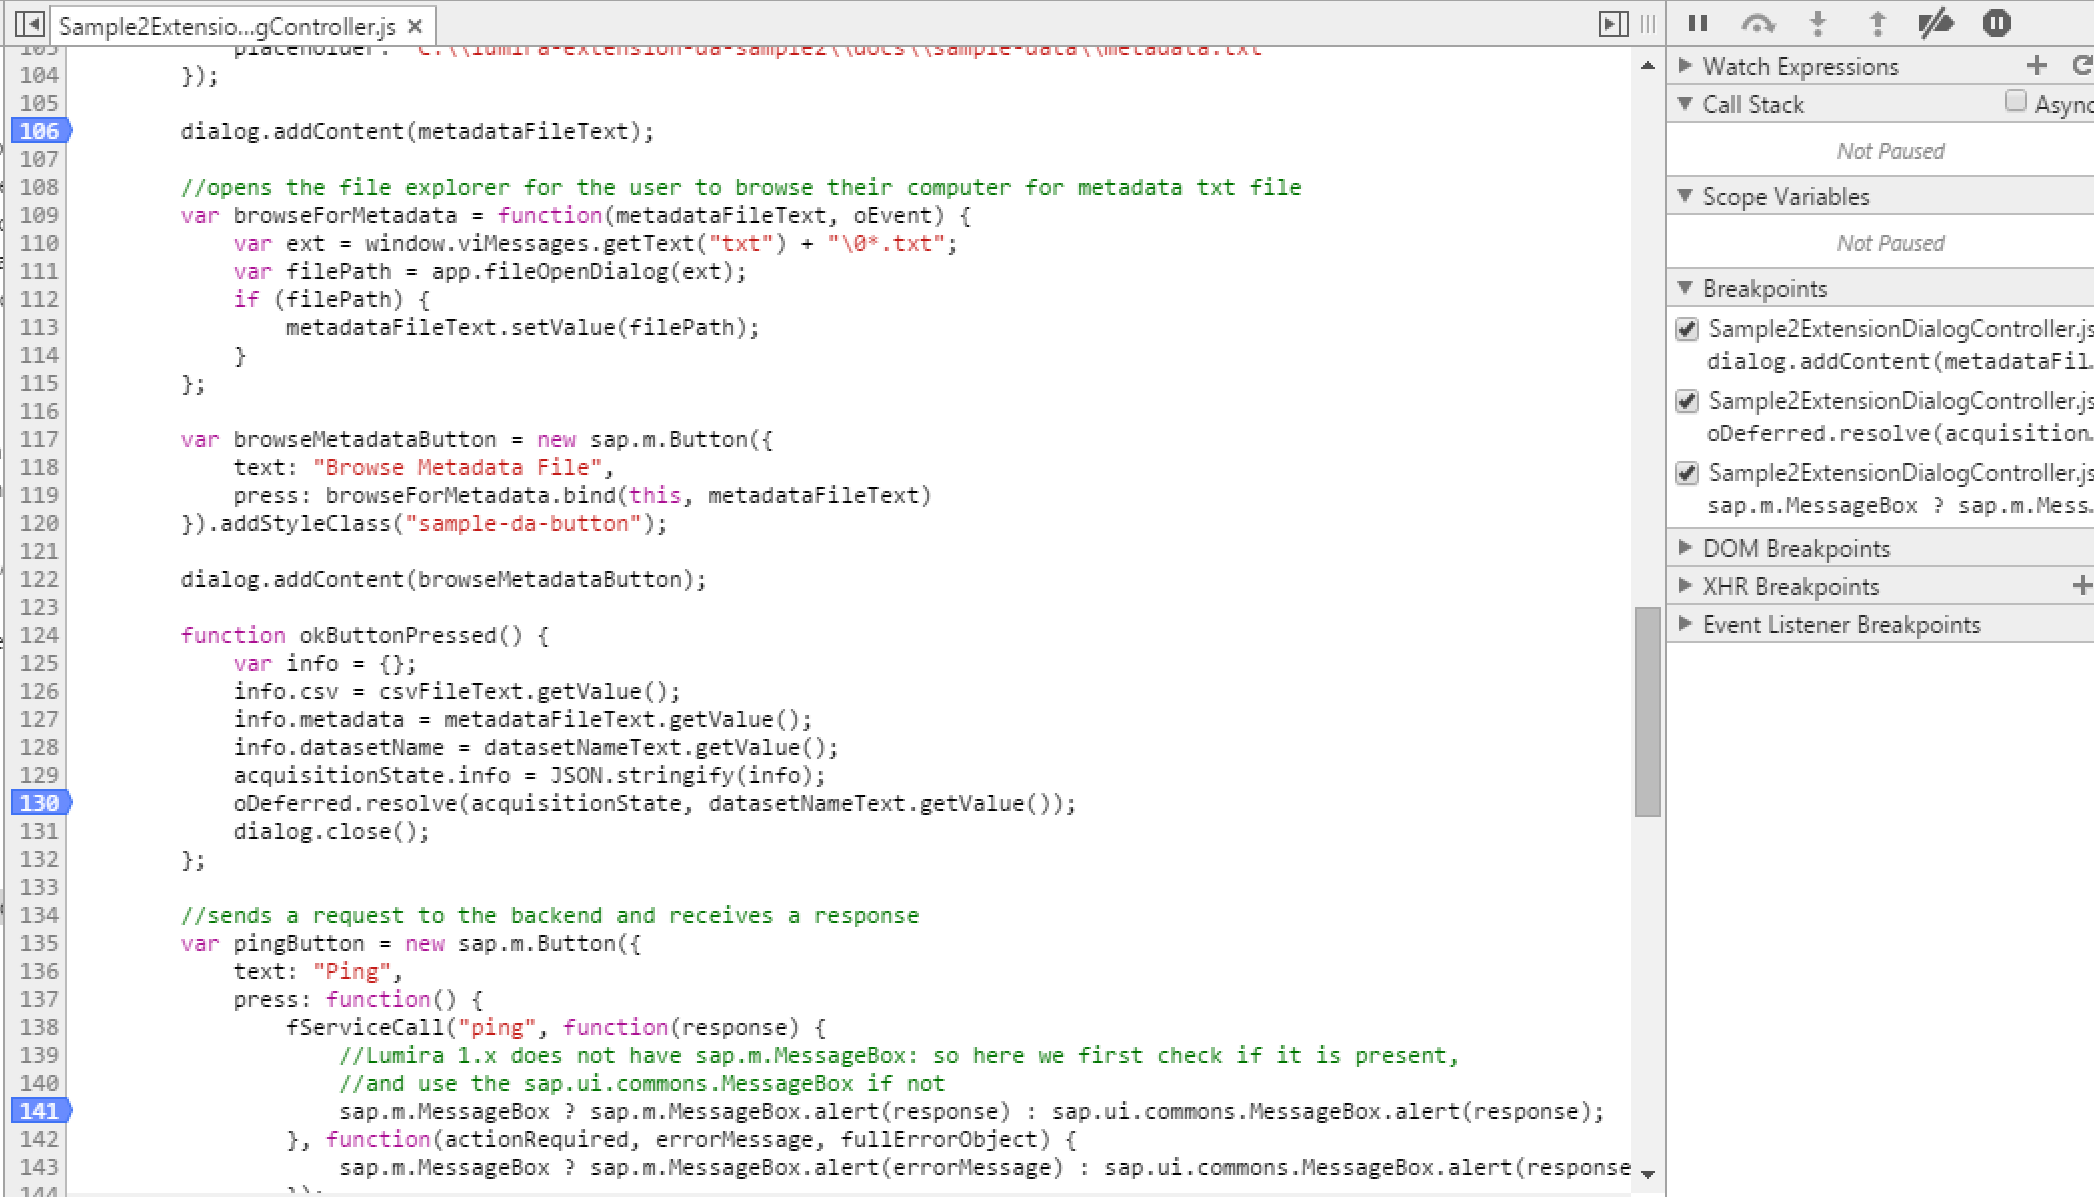 Sample2Extensio...gController.js ×
103 placeholder: "C:\\lumira-extension-da-sample2\\docs\\sample-data\\metadata.txt"
104 });
105
106 dialog.addContent(metadataFileText);
107
108 //opens the file explorer for the user to browse their computer for metadata txt file
109 var browseForMetadata = function(metadataFileText, oEvent) {
110 var ext = window.viMessages.getText("txt") + "\0*.txt";
111 var filePath = app.fileOpenDialog(ext);
112 if (filePath) {
113 metadataFileText.setValue(filePath);
114 }
115 };
116
117 var browseMetadataButton = new sap.m.Button({
118 text: "Browse Metadata File",
119 press: browseForMetadata.bind(this, metadataFileText)
120 }).addStyleClass("sample-da-button");
121
122 dialog.addContent(browseMetadataButton);
123
124 function okButtonPressed() {
125 var info = {};
126 info.csv = csvFileText.getValue();
127 info.metadata = metadataFileText.getValue();
128 info.datasetName = datasetNameText.getValue();
129 acquisitionState.info = JSON.stringify(info);
130 oDeferred.resolve(acquisitionState, datasetNameText.getValue());
131 dialog.close();
132 };
133
134 //sends a request to the backend and receives a response
135 var pingButton = new sap.m.Button({
136 text: "Ping",
137 press: function() {
138 fServiceCall("ping", function(response) {
139 //Lumira 1.x does not have sap.m.MessageBox: so here we first check if it is present,
140 //and use the sap.ui.commons.MessageBox if not
141 sap.m.MessageBox ? sap.m.MessageBox.alert(response) : sap.ui.commons.MessageBox.alert(response);
142 }, function(actionRequired, errorMessage, fullErrorObject) {
143 sap.m.MessageBox ? sap.m.MessageBox.alert(errorMessage) : sap.ui.commons.MessageBox.alert(response
144 });
Watch Expressions
Call Stack Async
Not Paused
Scope Variables
Not Paused
Breakpoints
Sample2ExtensionDialogController.js
dialog.addContent(metadataFil…
Sample2ExtensionDialogController.js
oDeferred.resolve(acquisition…
Sample2ExtensionDialogController.js
sap.m.MessageBox ? sap.m.Mess…
DOM Breakpoints
XHR Breakpoints
Event Listener Breakpoints